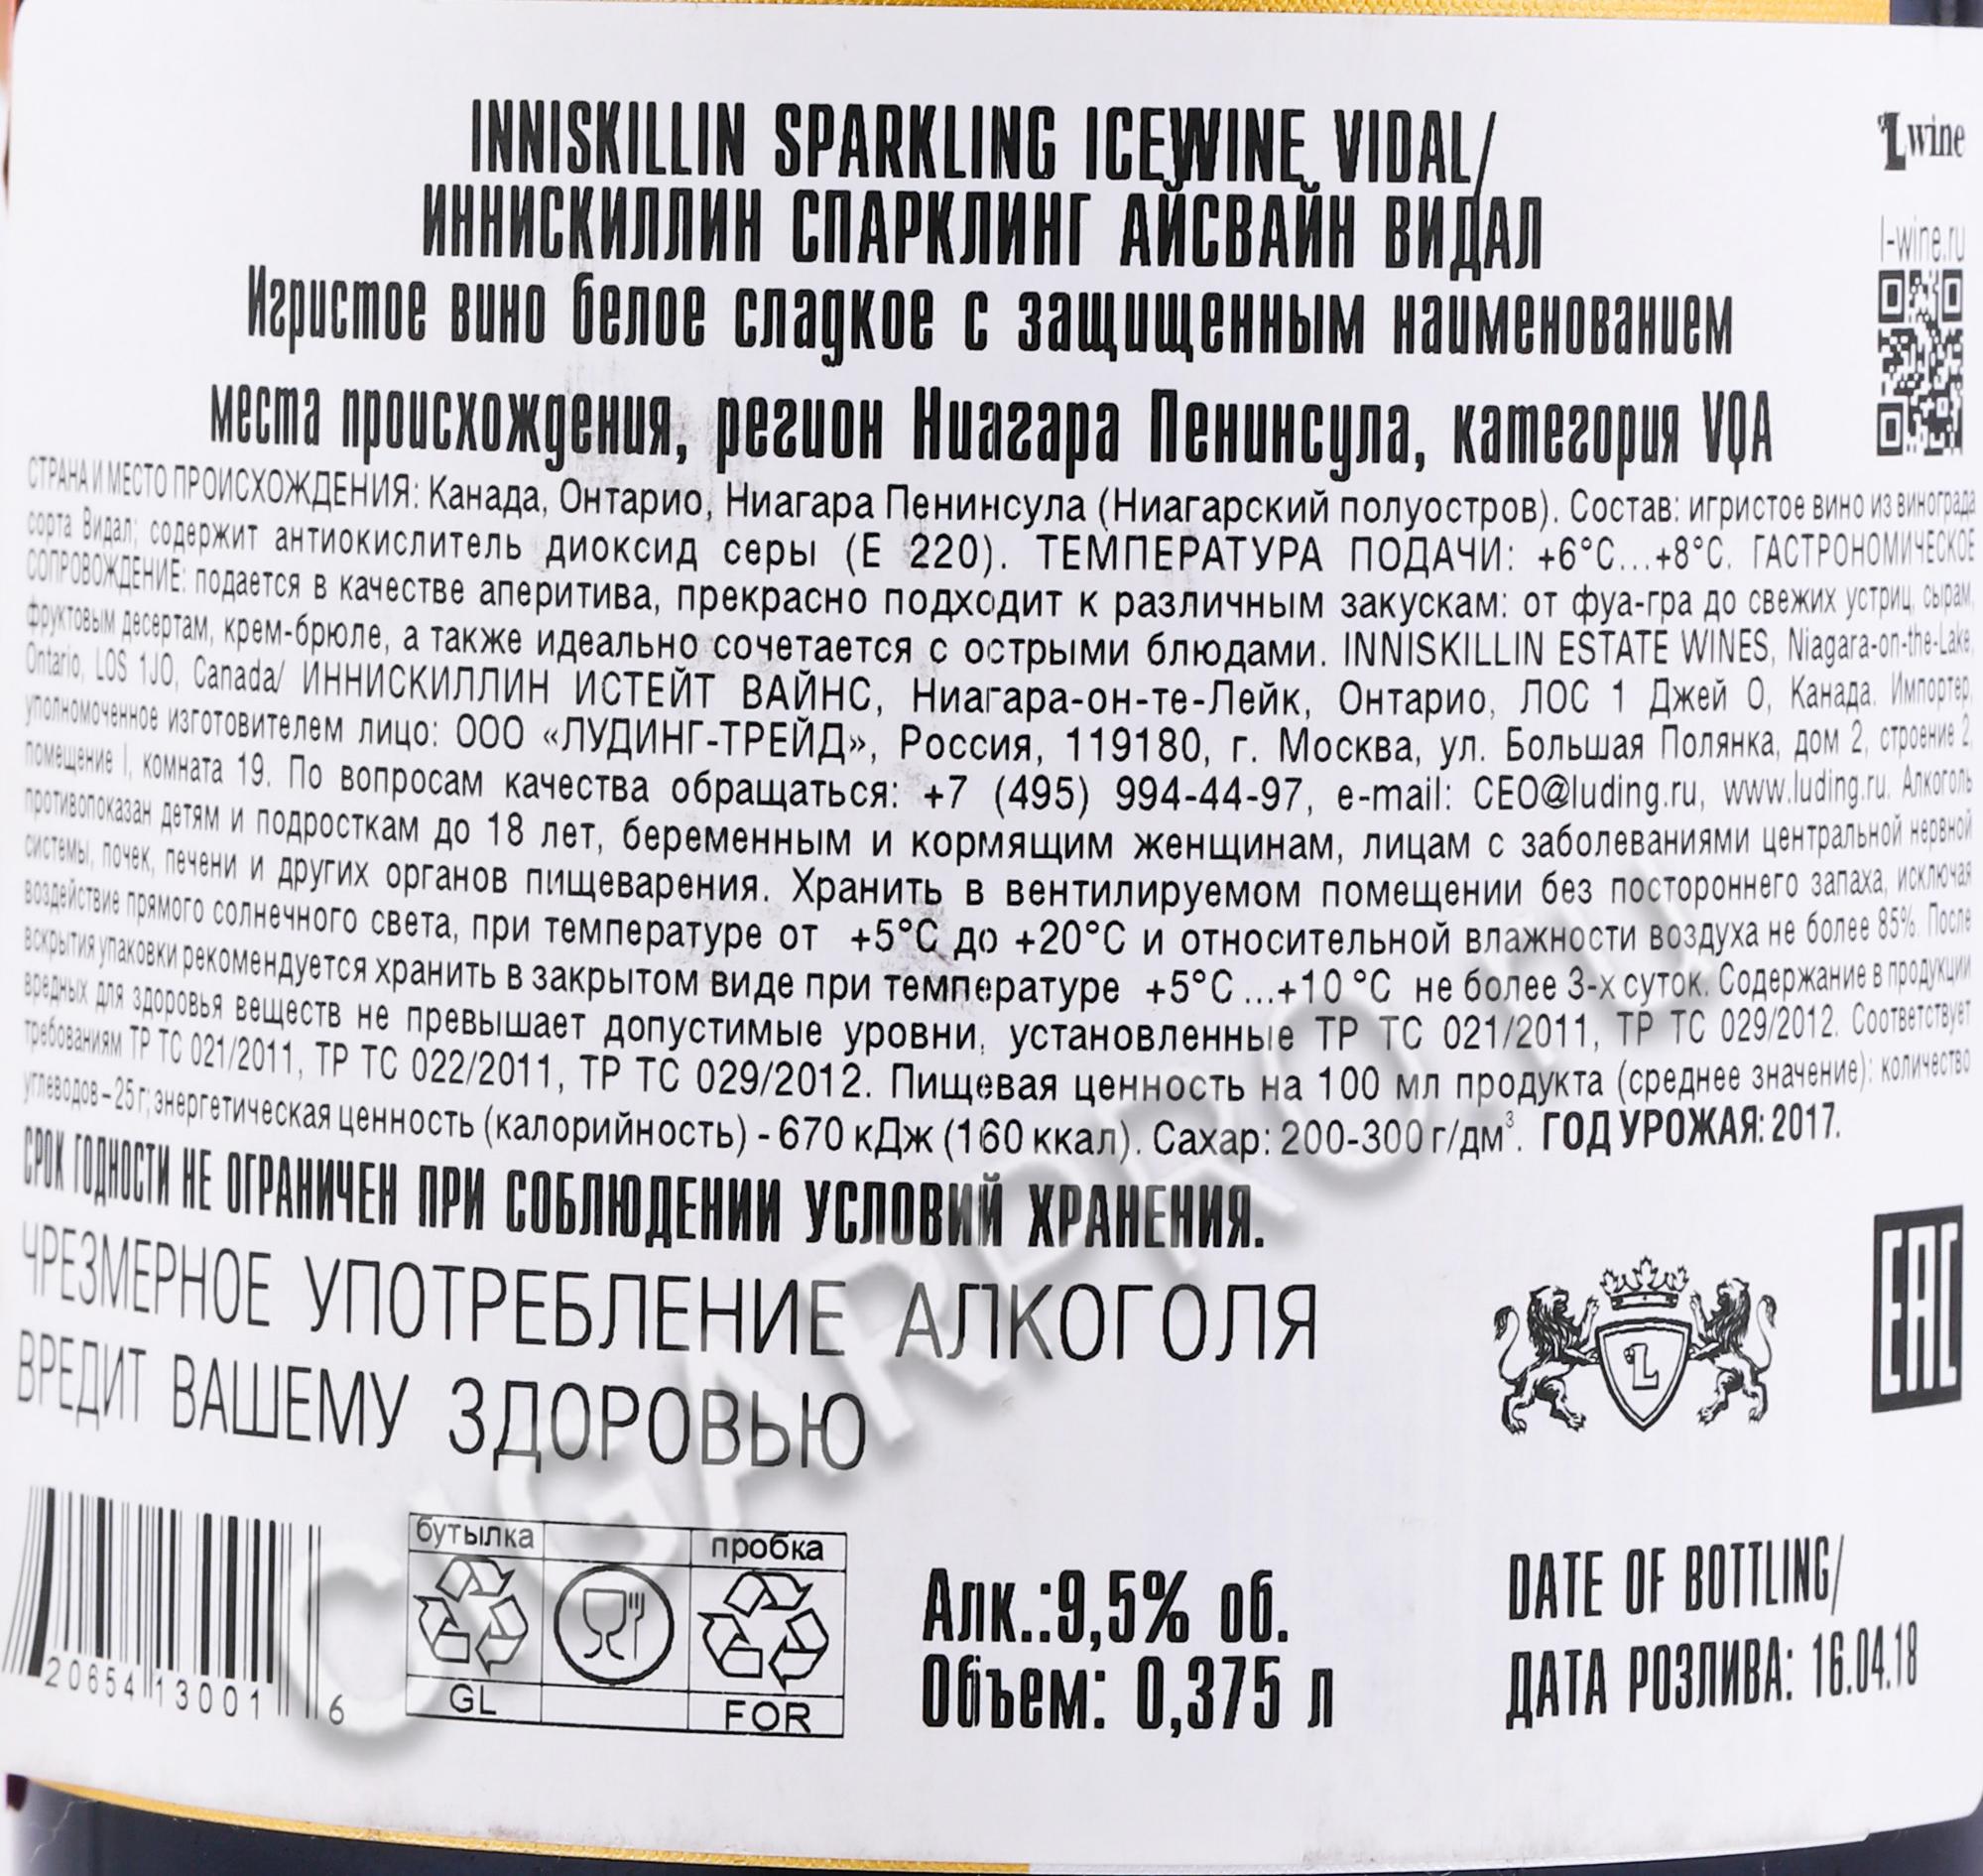 INNISKILLIN SPARKLING ICEWINE VIDAL/
ИННИСКИЛЛИН СПАРКЛИНГ АЙСВАЙН ВИДАЛ
Игристое вино белое сладкое с защищенным наименованием
места происхождения, регион Ниагара Пенинсула, категория VQA
L wine
l-wine.ru
СТРАНА И МЕСТО ПРОИСХОЖДЕНИЯ: Канада, Онтарио, Ниагара Пенинсула (Ниагарский полуостров). Состав: игристое вино из винограда
сорта Видал; содержит антиокислитель диоксид серы (Е 220). ТЕМПЕРАТУРА ПОДАЧИ: +6°С...+8°С. ГАСТРОНОМИЧЕСКОЕ
СОПРОВОЖДЕНИЕ: подается в качестве аперитива, прекрасно подходит к различным закускам: от фуа-гра до свежих устриц, сырам,
фруктовым десертам, крем-брюле, а также идеально сочетается с острыми блюдами. INNISKILLIN ESTATE WINES, Niagara-on-the-Lake,
Ontario, LOS 1JO, Canada/ ИННИСКИЛЛИН ИСТЕЙТ ВАЙНС, Ниагара-он-те-Лейк, Онтарио, ЛОС 1 Джей О, Канада. Импортер,
уполномоченное изготовителем лицо: ООО «ЛУДИНГ-ТРЕЙД», Россия, 119180, г. Москва, ул. Большая Полянка, дом 2, строение 2,
помещение I, комната 19. По вопросам качества обращаться: +7 (495) 994-44-97, e-mail: CEO@luding.ru, www.luding.ru. Алкоголь
противопоказан детям и подросткам до 18 лет, беременным и кормящим женщинам, лицам с заболеваниями центральной нервной
системы, почек, печени и других органов пищеварения. Хранить в вентилируемом помещении без постороннего запаха, исключая
воздействие прямого солнечного света, при температуре от +5°С до +20°С и относительной влажности воздуха не более 85%. После
вскрытия упаковки рекомендуется хранить в закрытом виде при температуре +5°С ...+10 °С не более 3-х суток. Содержание в продукции
вредных для здоровья веществ не превышает допустимые уровни, установленные ТР ТС 021/2011, ТР ТС 029/2012. Соответствует
требованиям ТР ТС 021/2011, ТР ТС 022/2011, ТР ТС 029/2012. Пищевая ценность на 100 мл продукта (среднее значение): количество
углеводов – 25 г; энергетическая ценность (калорийность) - 670 кДж (160 ккал). Сахар: 200-300 г/дм³. ГОД УРОЖАЯ: 2017.
СРОК ГОДНОСТИ НЕ ОГРАНИЧЕН ПРИ СОБЛЮДЕНИИ УСЛОВИЙ ХРАНЕНИЯ.
ЧРЕЗМЕРНОЕ УПОТРЕБЛЕНИЕ АЛКОГОЛЯ
ВРЕДИТ ВАШЕМУ ЗДОРОВЬЮ
L
EAC
CIGARPRO.ru
20654 13001 6
бутылка пробка
GL FOR
Алк.:9,5% об.
Объем: 0,375 л
DATE OF BOTTLING/
ДАТА РОЗЛИВА: 16.04.18